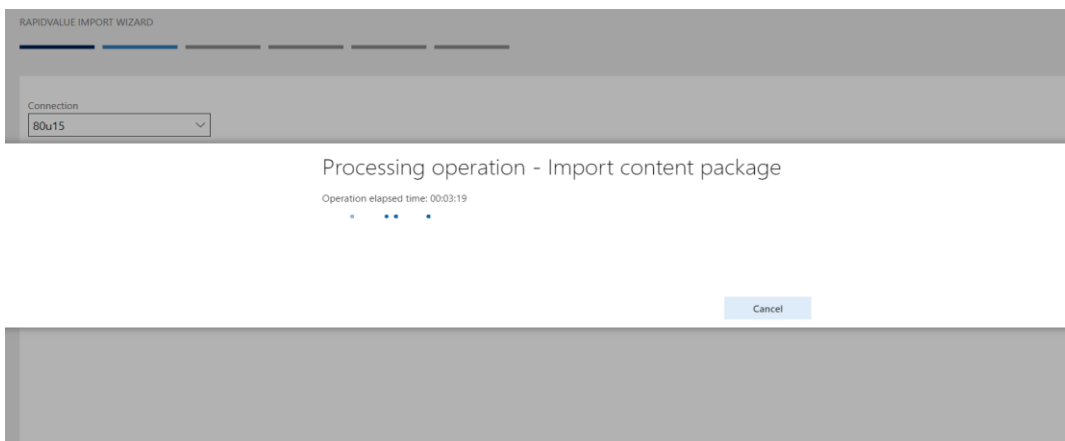 RAPIDVALUE IMPORT WIZARD
Connection
80u15
Processing operation - Import content package
Operation elapsed time: 00:03:19
Cancel